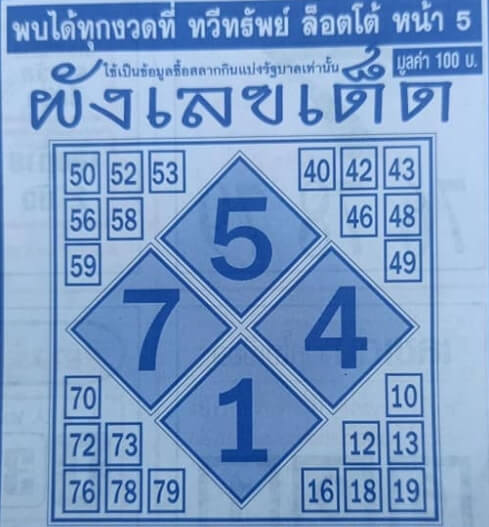 พบได้ทุกงวดที่ ทวีทรัพย์ ล็อตโต้ หน้า 5
ใช้เป็นข้อมูลซื้อสลากกินแบ่งรัฐบาลเท่านั้น มูลค่า 100 บ.
ผังเลขเด็ด
50 52 53 40 42 43
56 58 5 46 48
59 49
7 4
70 1 10
72 73 12 13
76 78 79 16 18 19